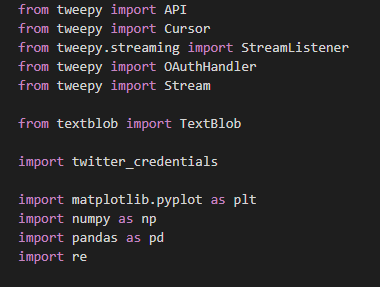 from tweepy import API
from tweepy import Cursor
from tweepy.streaming import StreamListener
from tweepy import OAuthHandler
from tweepy import Stream
from textblob import TextBlob
import twitter_credentials
import matplotlib.pyplot as plt
import numpy as np
import pandas as pd
import re